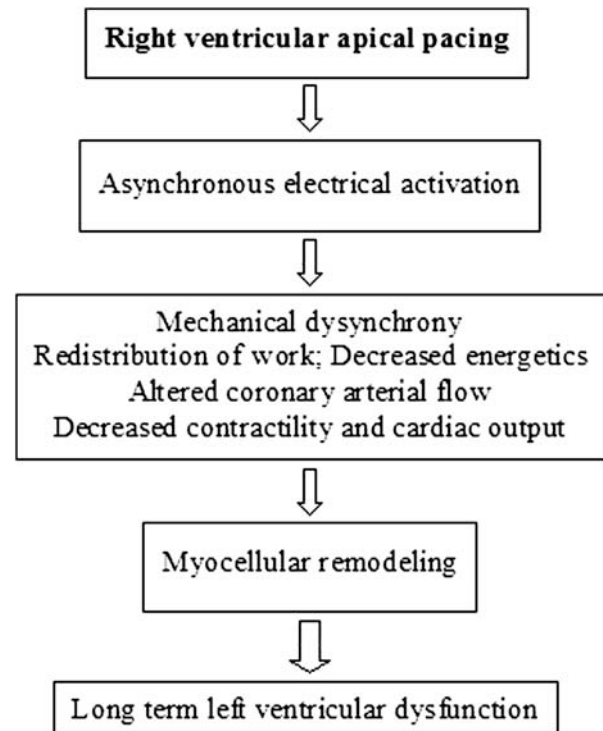 Right ventricular apical pacing
Asynchronous electrical activation
Mechanical dysynchrony
Redistribution of work; Decreased energetics
Altered coronary arterial flow
Decreased contractility and cardiac output
Myocellular remodeling
Long term left ventricular dysfunction